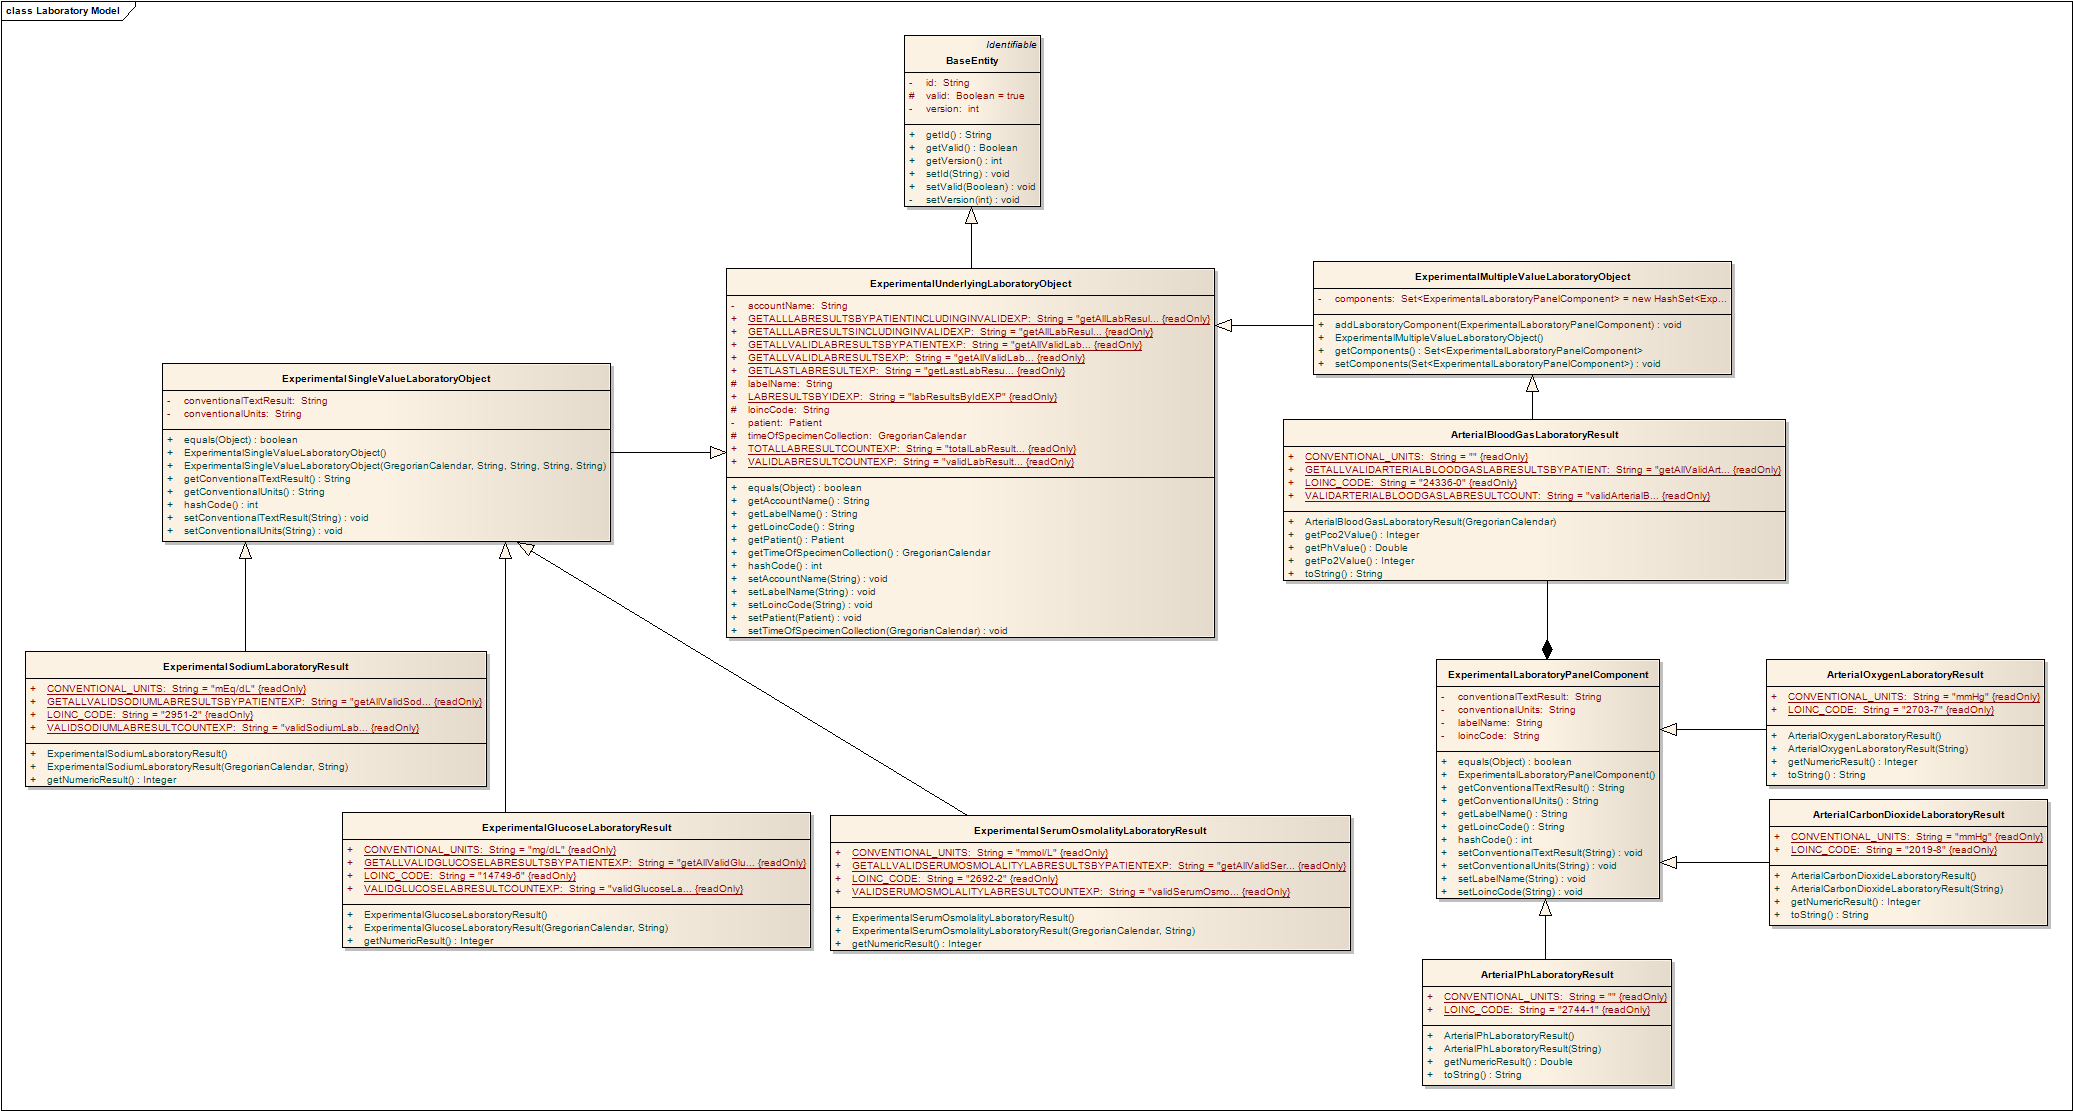 class Laboratory Model
Identifiable
BaseEntity
- id: String
# valid: Boolean = true
- version: int
+ getId() : String
+ getValid() : Boolean
+ getVersion() : int
+ setId(String) : void
+ setValid(Boolean) : void
- setVersion(int) : void
ExperimentalUnderlyingLaboratoryObject
- accountName: String
+ GETALLLABRESULTSBYPATIENTINCLUDINGINVALIDEXP: String = "getAllLabResul... {readOnly}
+ GETALLLABRESULTSINCLUDINGINVALIDEXP: String = "getAllLabResul... {readOnly}
+ GETALLVALIDLABRESULTSBYPATIENTEXP: String = "getAllValidLab... {readOnly}
+ GETALLVALIDLABRESULTSEXP: String = "getAllValidLab... {readOnly}
+ GETLASTLABRESULTEXP: String = "getLastLabResu... {readOnly}
# labelName: String
+ LABRESULTSBYIDEXP: String = "labResultsByIdEXP" {readOnly}
# loincCode: String
- patient: Patient
# timeOfSpecimenCollection: GregorianCalendar
+ TOTALLABRESULTCOUNTEXP: String = "totalLabResult... {readOnly}
+ VALIDLABRESULTCOUNTEXP: String = "validLabResult... {readOnly}
+ equals(Object) : boolean
+ getAccountName() : String
+ getLabelName() : String
+ getLoincCode() : String
+ getPatient() : Patient
+ getTimeOfSpecimenCollection() : GregorianCalendar
+ hashCode() : int
+ setAccountName(String) : void
+ setLabelName(String) : void
+ setLoincCode(String) : void
+ setPatient(Patient) : void
+ setTimeOfSpecimenCollection(GregorianCalendar) : void
ExperimentalMultipleValueLaboratoryObject
- components: Set<ExperimentalLaboratoryPanelComponent> = new HashSet<Exp...
+ addLaboratoryComponent(ExperimentalLaboratoryPanelComponent) : void
+ ExperimentalMultipleValueLaboratoryObject()
+ getComponents() : Set<ExperimentalLaboratoryPanelComponent>
+ setComponents(Set<ExperimentalLaboratoryPanelComponent>) : void
ExperimentalSingleValueLaboratoryObject
- conventionalTextResult: String
- conventionalUnits: String
+ equals(Object) : boolean
+ ExperimentalSingleValueLaboratoryObject()
+ ExperimentalSingleValueLaboratoryObject(GregorianCalendar, String, String, String, String)
+ getConventionalTextResult() : String
+ getConventionalUnits() : String
+ hashCode() : int
+ setConventionalTextResult(String) : void
+ setConventionalUnits(String) : void
ArterialBloodGasLaboratoryResult
+ CONVENTIONAL_UNITS: String = "" {readOnly}
+ GETALLVALIDARTERIALBLOODGASLABRESULTSBYPATIENT: String = "getAllValidArt... {readOnly}
+ LOINC_CODE: String = "24336-0" {readOnly}
+ VALIDARTERIALBLOODGASLABRESULTCOUNT: String = "validArterialB... {readOnly}
+ ArterialBloodGasLaboratoryResult(GregorianCalendar)
+ getPco2Value() : Integer
+ getPhValue() : Double
+ getPo2Value() : Integer
+ toString() : String
ExperimentalSodiumLaboratoryResult
+ CONVENTIONAL_UNITS: String = "mEq/dL" {readOnly}
+ GETALLVALIDSODIUMLABRESULTSBYPATIENTEXP: String = "getAllValidSod... {readOnly}
+ LOINC_CODE: String = "2951-2" {readOnly}
+ VALIDSODIUMLABRESULTCOUNTEXP: String = "validSodiumLab... {readOnly}
+ ExperimentalSodiumLaboratoryResult()
+ ExperimentalSodiumLaboratoryResult(GregorianCalendar, String)
+ getNumericResult() : Integer
ExperimentalGlucoseLaboratoryResult
+ CONVENTIONAL_UNITS: String = "mg/dL" {readOnly}
+ GETALLVALIDGLUCOSELABRESULTSBYPATIENTEXP: String = "getAllValidGlu... {readOnly}
+ LOINC_CODE: String = "14749-6" {readOnly}
+ VALIDGLUCOSELABRESULTCOUNTEXP: String = "validGlucoseLa... {readOnly}
+ ExperimentalGlucoseLaboratoryResult()
+ ExperimentalGlucoseLaboratoryResult(GregorianCalendar, String)
+ getNumericResult() : Integer
ExperimentalSerumOsmolalityLaboratoryResult
+ CONVENTIONAL_UNITS: String = "mmol/L" {readOnly}
+ GETALLVALIDSERUMOSMOLALITYLABRESULTSBYPATIENTEXP: String = "getAllValidSer... {readOnly}
+ LOINC_CODE: String = "2692-2" {readOnly}
+ VALIDSERUMOSMOLALITYLABRESULTCOUNTEXP: String = "validSerumOsmo... {readOnly}
+ ExperimentalSerumOsmolalityLaboratoryResult()
+ ExperimentalSerumOsmolalityLaboratoryResult(GregorianCalendar, String)
+ getNumericResult() : Integer
ExperimentalLaboratoryPanelComponent
- conventionalTextResult: String
- conventionalUnits: String
- labelName: String
- loincCode: String
+ equals(Object) : boolean
+ ExperimentalLaboratoryPanelComponent()
+ getConventionalTextResult() : String
+ getConventionalUnits() : String
+ getLabelName() : String
+ getLoincCode() : String
+ hashCode() : int
+ setConventionalTextResult(String) : void
+ setConventionalUnits(String) : void
+ setLabelName(String) : void
+ setLoincCode(String) : void
ArterialOxygenLaboratoryResult
+ CONVENTIONAL_UNITS: String = "mmHg" {readOnly}
+ LOINC_CODE: String = "2703-7" {readOnly}
+ ArterialOxygenLaboratoryResult()
+ ArterialOxygenLaboratoryResult(String)
+ getNumericResult() : Integer
+ toString() : String
ArterialCarbonDioxideLaboratoryResult
+ CONVENTIONAL_UNITS: String = "mmHg" {readOnly}
+ LOINC_CODE: String = "2019-8" {readOnly}
+ ArterialCarbonDioxideLaboratoryResult()
+ ArterialCarbonDioxideLaboratoryResult(String)
+ getNumericResult() : Integer
+ toString() : String
ArterialPhLaboratoryResult
+ CONVENTIONAL_UNITS: String = "" {readOnly}
+ LOINC_CODE: String = "2744-1" {readOnly}
+ ArterialPhLaboratoryResult()
+ ArterialPhLaboratoryResult(String)
+ getNumericResult() : Double
+ toString() : String